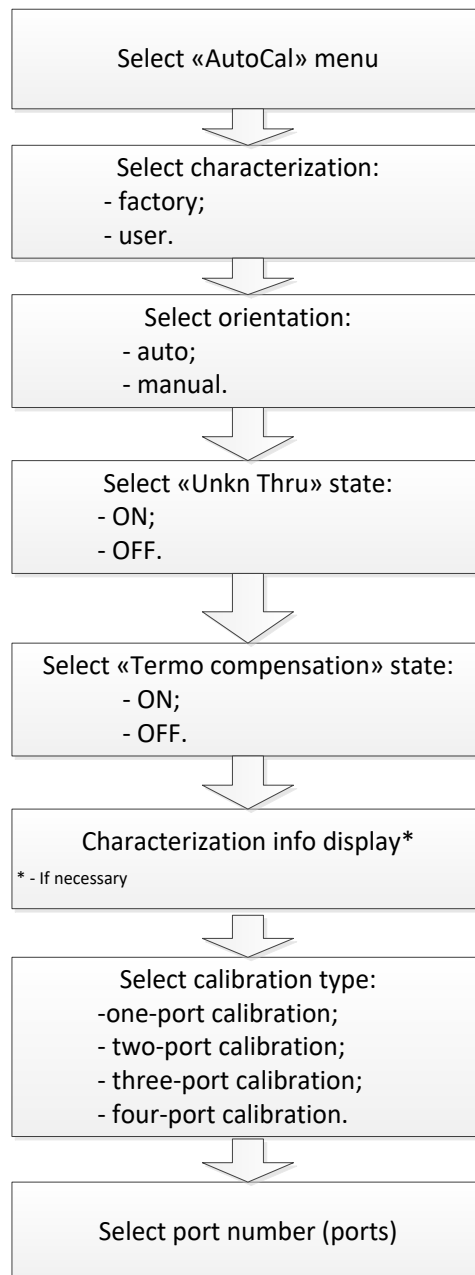 Select «AutoCal» menu
Select characterization:
- factory;
- user.
Select orientation:
- auto;
- manual.
Select «Unkn Thru» state:
- ON;
- OFF.
Select «Termo compensation» state:
- ON;
- OFF.
Characterization info display*
* - If necessary
Select calibration type:
-one-port calibration;
- two-port calibration;
- three-port calibration;
- four-port calibration.
Select port number (ports)